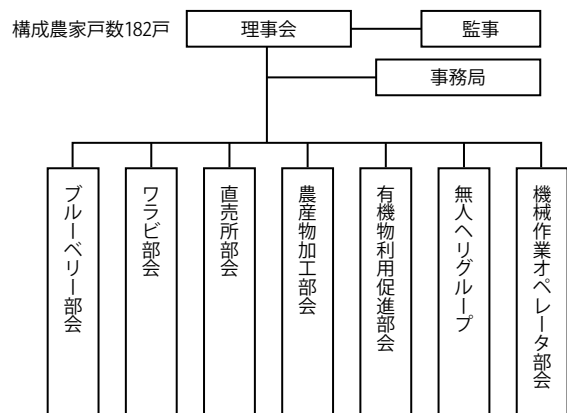 構成農家戸数182戸
理事会
監事
事務局
ブルーベリー部会
ワラビ部会
直売所部会
農産物加工部会
有機物利用促進部会
無人ヘリグループ
機械作業オペレータ部会